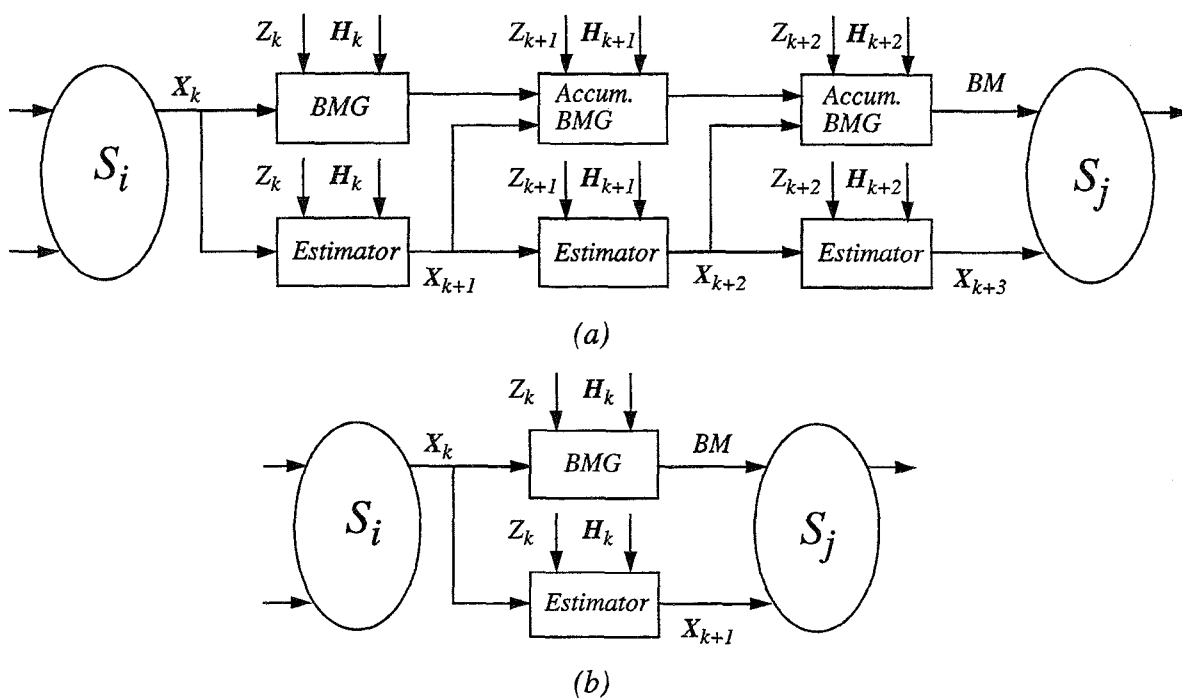 Z_k H_k Z_{k+1} H_{k+1} Z_{k+2} H_{k+2}
X_k BMG Accum. BMG Accum. BMG BM
S_i S_j
Z_k H_k Z_{k+1} H_{k+1} Z_{k+2} H_{k+2}
Estimator Estimator Estimator
X_{k+1} X_{k+2} X_{k+3}
(a)
Z_k H_k
X_k BMG BM
S_i S_j
Z_k H_k
Estimator
X_{k+1}
(b)